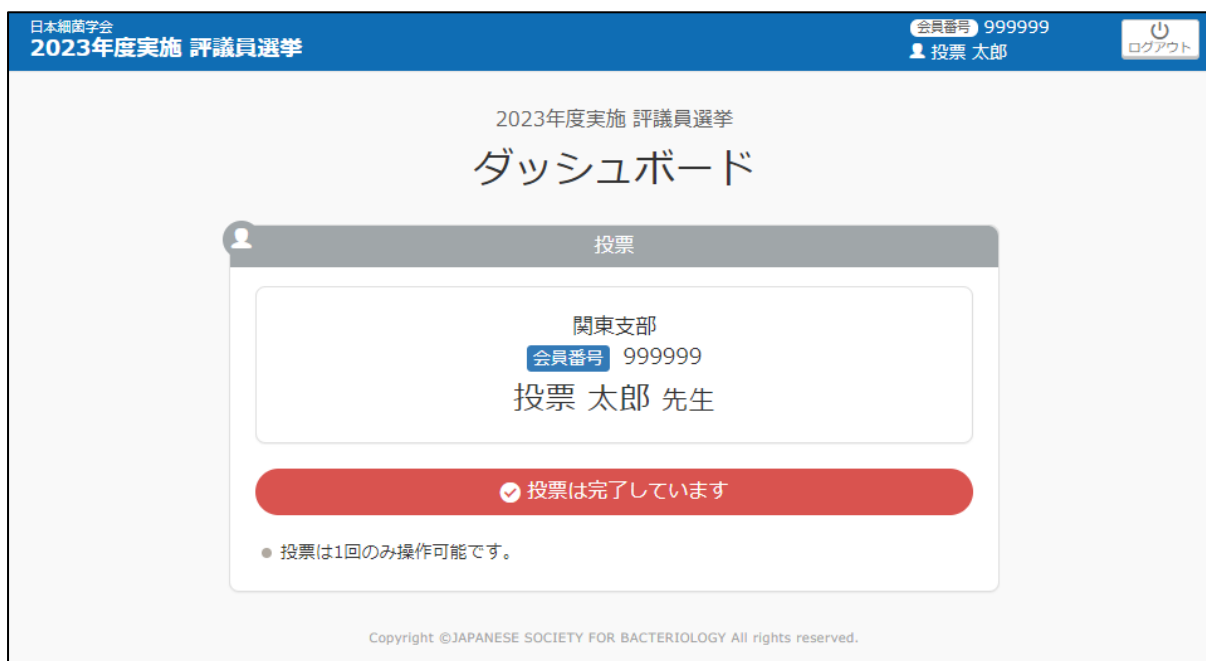 日本細菌学会
2023年度実施 評議員選挙
会員番号 999999
投票 太郎
ログアウト
2023年度実施 評議員選挙
ダッシュボード
投票
関東支部
会員番号 999999
投票 太郎 先生
投票は完了しています
投票は1回のみ操作可能です。
Copyright ©JAPANESE SOCIETY FOR BACTERIOLOGY All rights reserved.